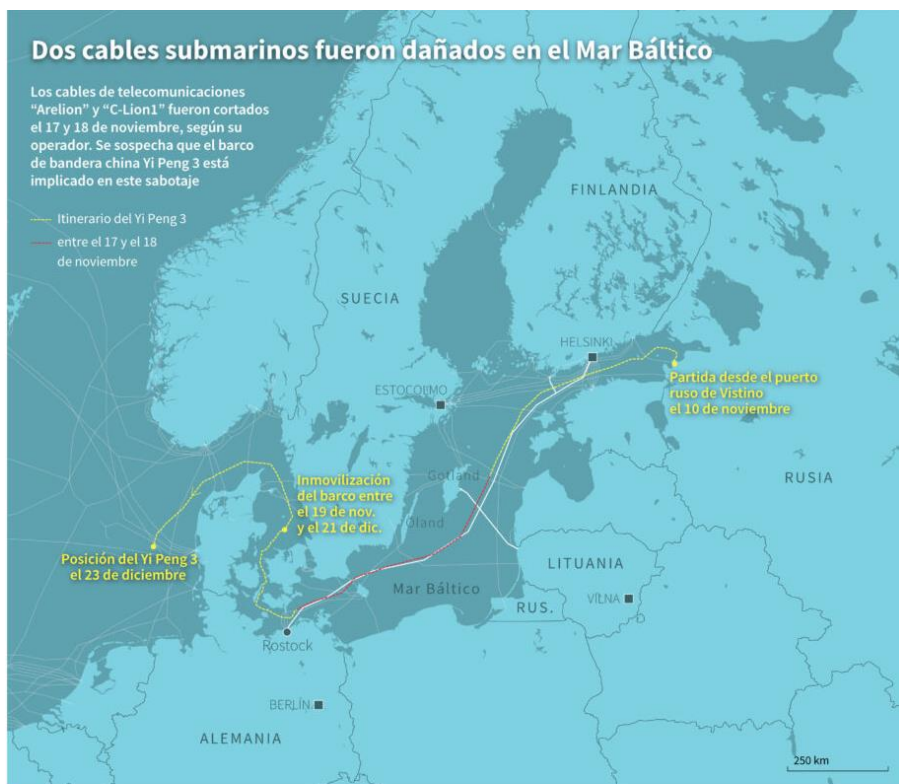 Dos cables submarinos fueron dañados en el Mar Báltico
Los cables de telecomunicaciones
“Arelion” y “C-Lion1” fueron cortados
el 17 y 18 de noviembre, según su
operador. Se sospecha que el barco
de bandera china Yi Peng 3 está
implicado en este sabotaje
Itinerario del Yi Peng 3
entre el 17 y el 18
de noviembre
FINLANDIA
SUECIA
HELSINKI
ESTOCOLMO
Partida desde el puerto
ruso de Vistino
el 10 de noviembre
RUSIA
Gotland
Inmovilización
del barco entre
el 19 de nov.
y el 21 de dic.
Öland
Posición del Yi Peng 3
el 23 de diciembre
LITUANIA
Mar Báltico
RUS.
VILNA
Rostock
BERLÍN
ALEMANIA
250 km